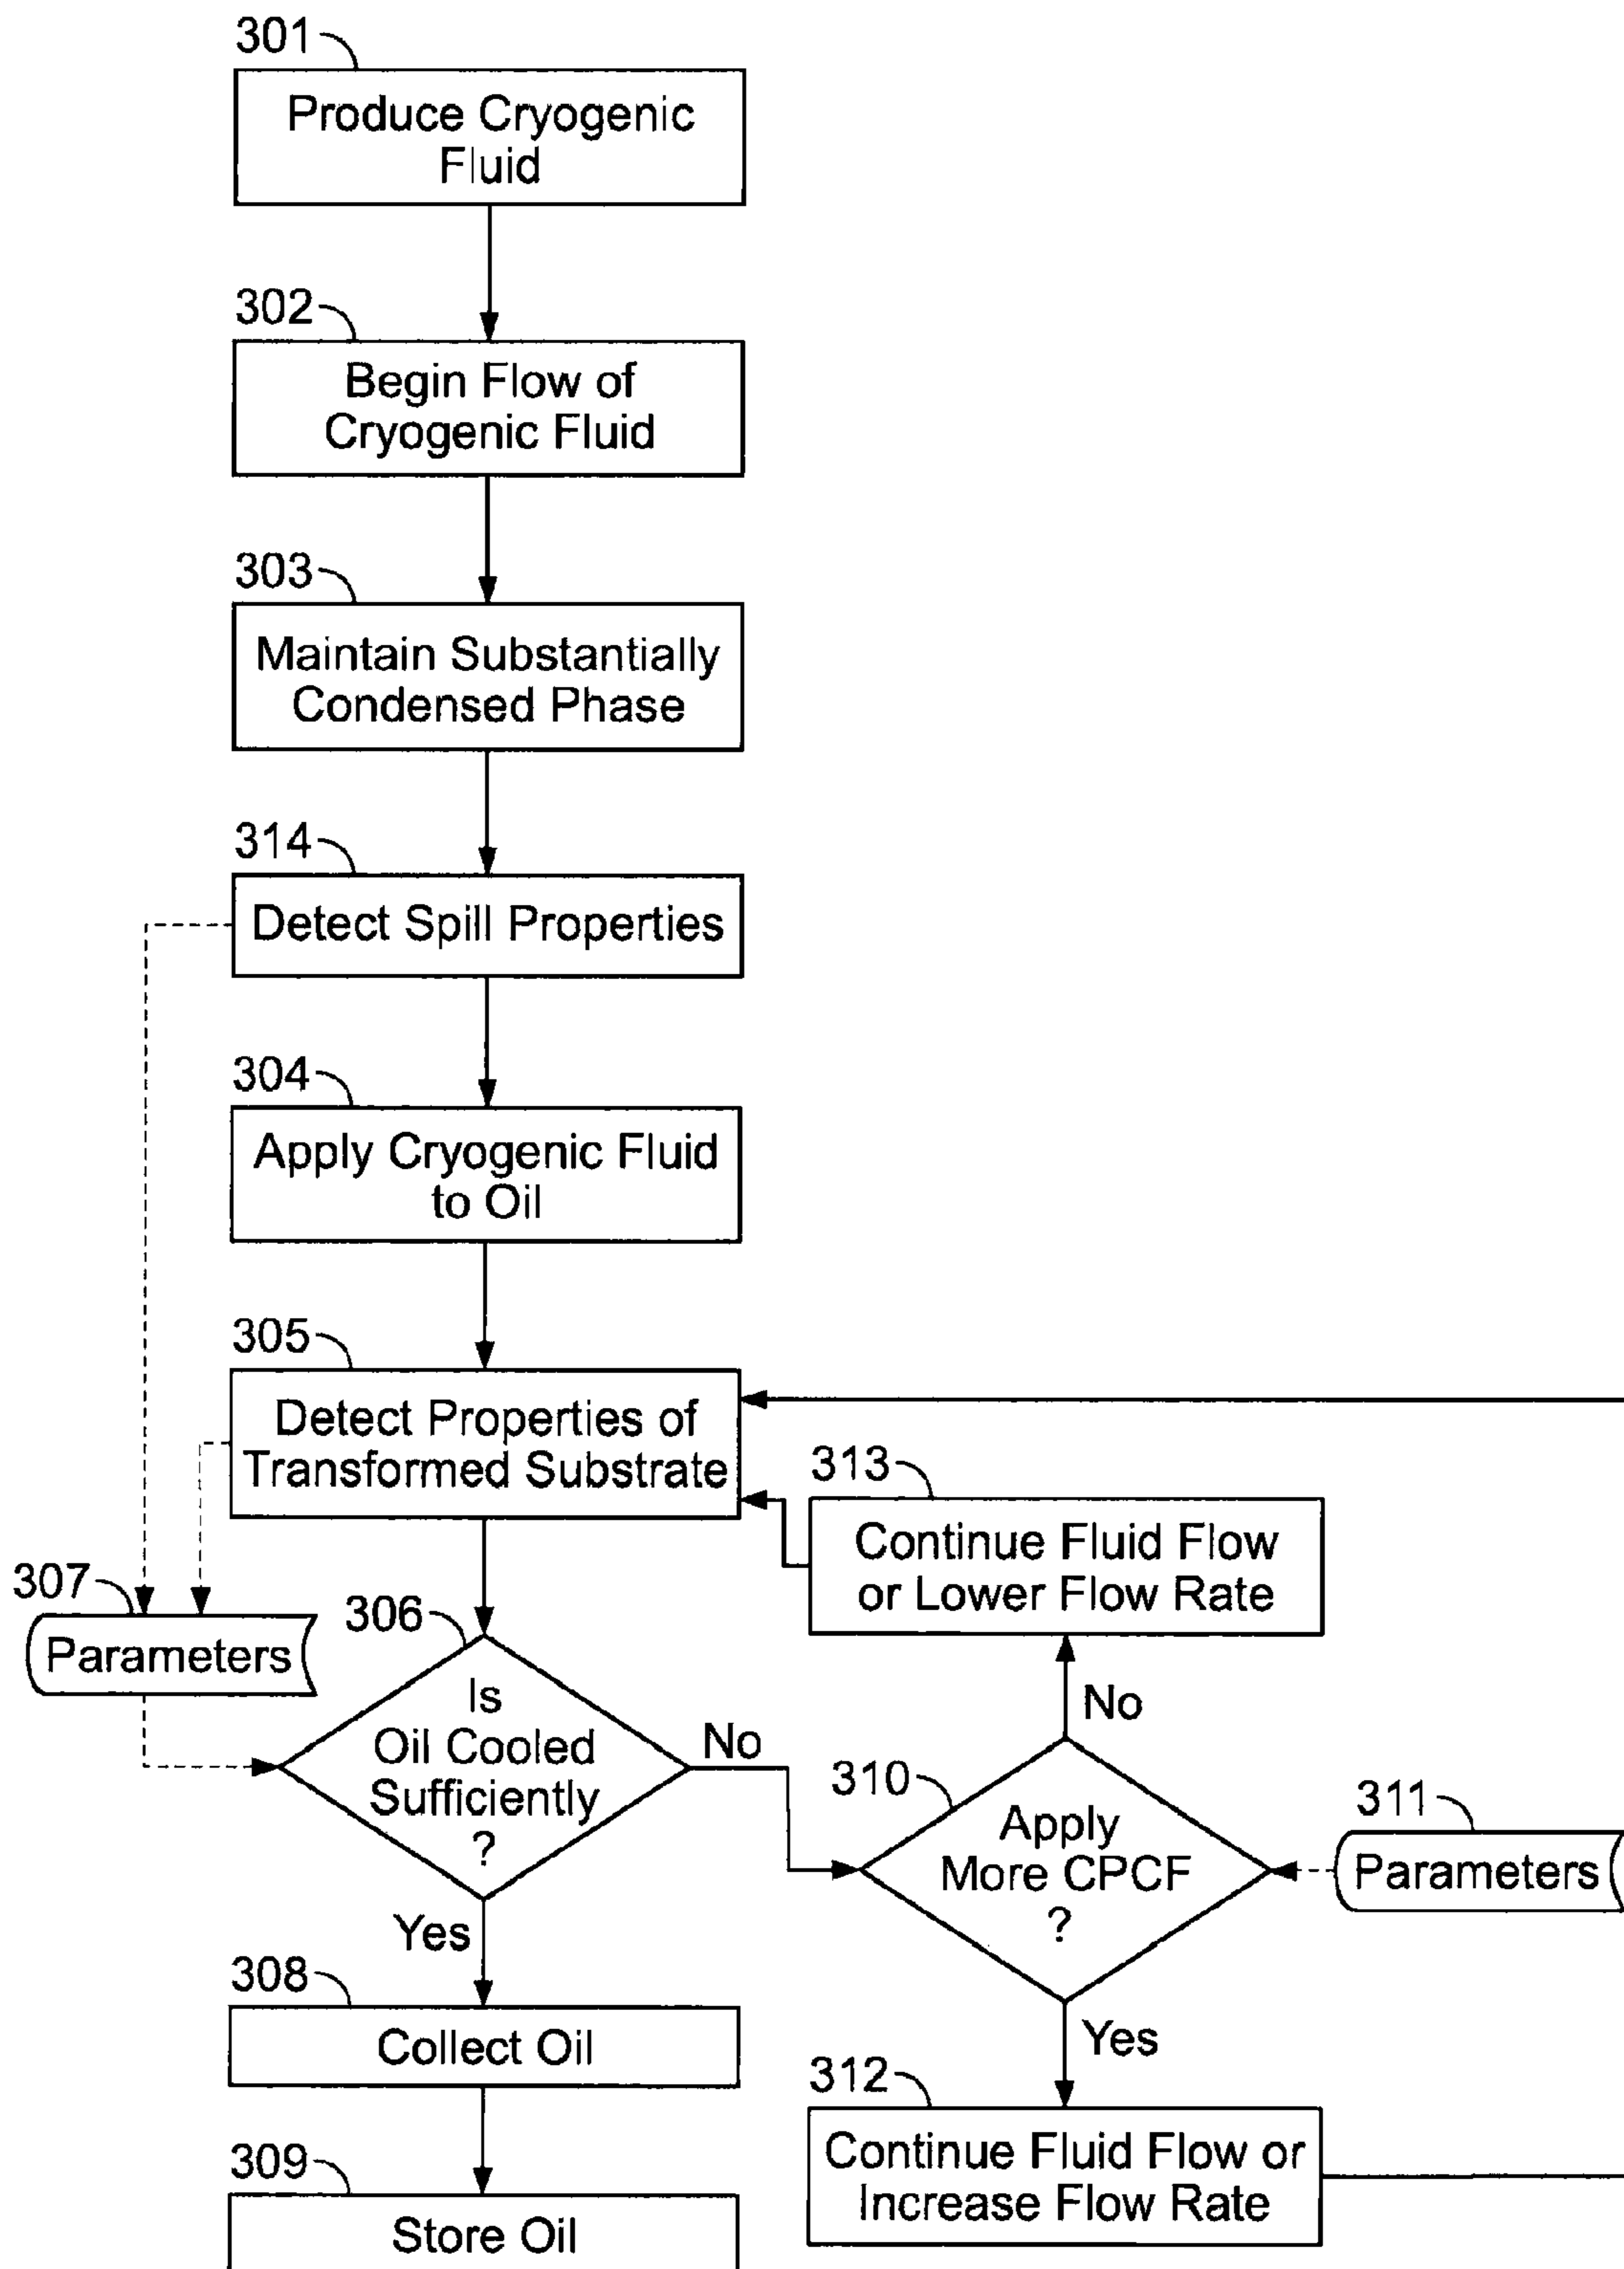 301
Produce Cryogenic
Fluid
302
Begin Flow of
Cryogenic Fluid
303
Maintain Substantially
Condensed Phase
314
Detect Spill Properties
304
Apply Cryogenic Fluid
to Oil
305
Detect Properties of
Transformed Substrate
313
Continue Fluid Flow
or Lower Flow Rate
307
Parameters
306
Is
Oil Cooled
Sufficiently
?
No
No
310
Apply
More CPCF
?
311
Parameters
Yes
308
Collect Oil
Yes
312
Continue Fluid Flow or
Increase Flow Rate
309
Store Oil